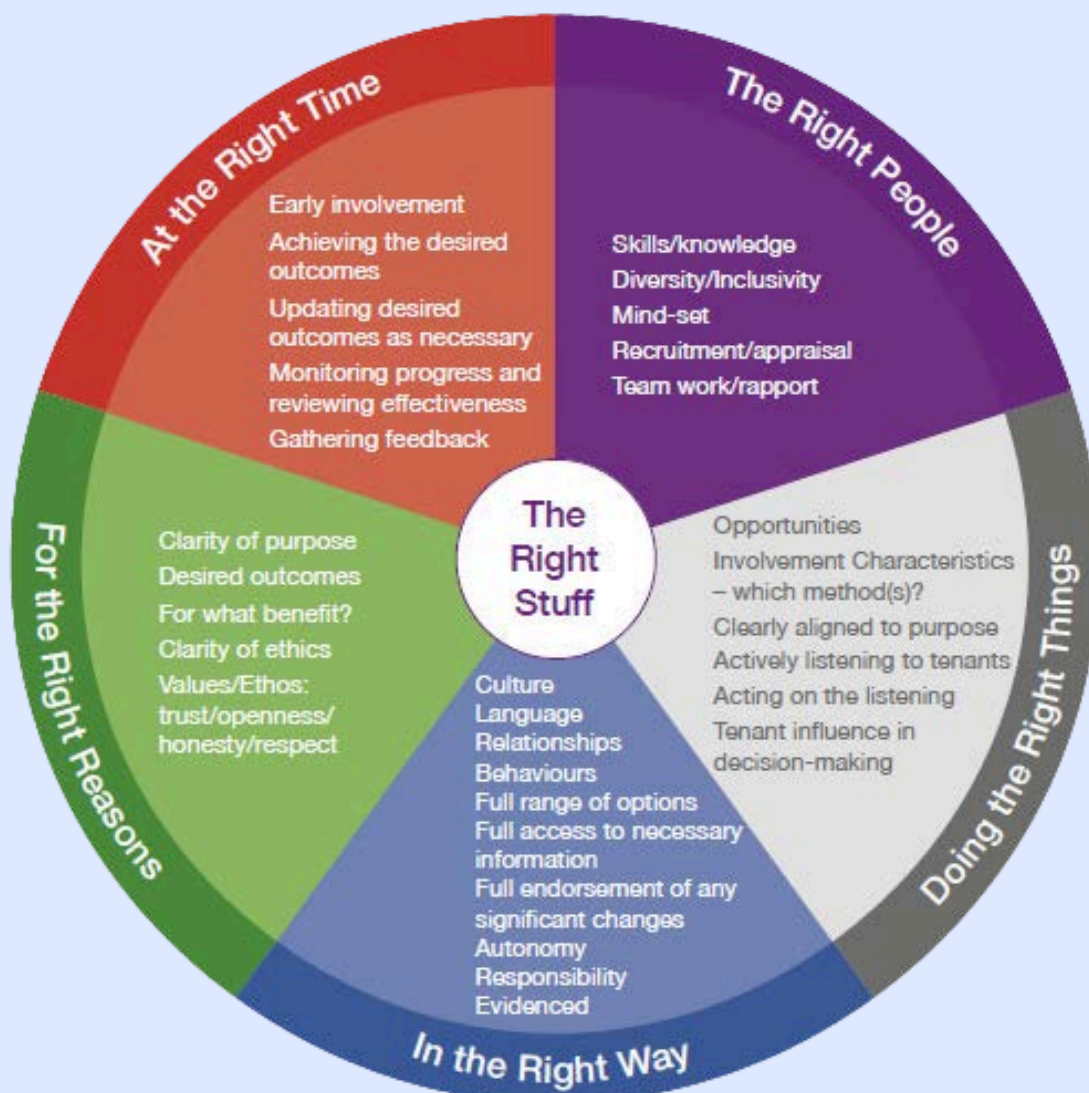 The Right People
Skills/knowledge
Diversity/Inclusivity
Mind-set
Recruitment/appraisal
Team work/rapport
Doing the Right Things
Opportunities
Involvement Characteristics
– which method(s)?
Clearly aligned to purpose
Actively listening to tenants
Acting on the listening
Tenant influence in
decision-making
In the Right Way
Culture
Language
Relationships
Behaviours
Full range of options
Full access to necessary
information
Full endorsement of any
significant changes
Autonomy
Responsibility
Evidenced
For the Right Reasons
Clarity of purpose
Desired outcomes
For what benefit?
Clarity of ethics
Values/Ethos:
trust/openness/
honesty/respect
At the Right Time
Early involvement
Achieving the desired
outcomes
Updating desired
outcomes as necessary
Monitoring progress and
reviewing effectiveness
Gathering feedback
The
Right
Stuff